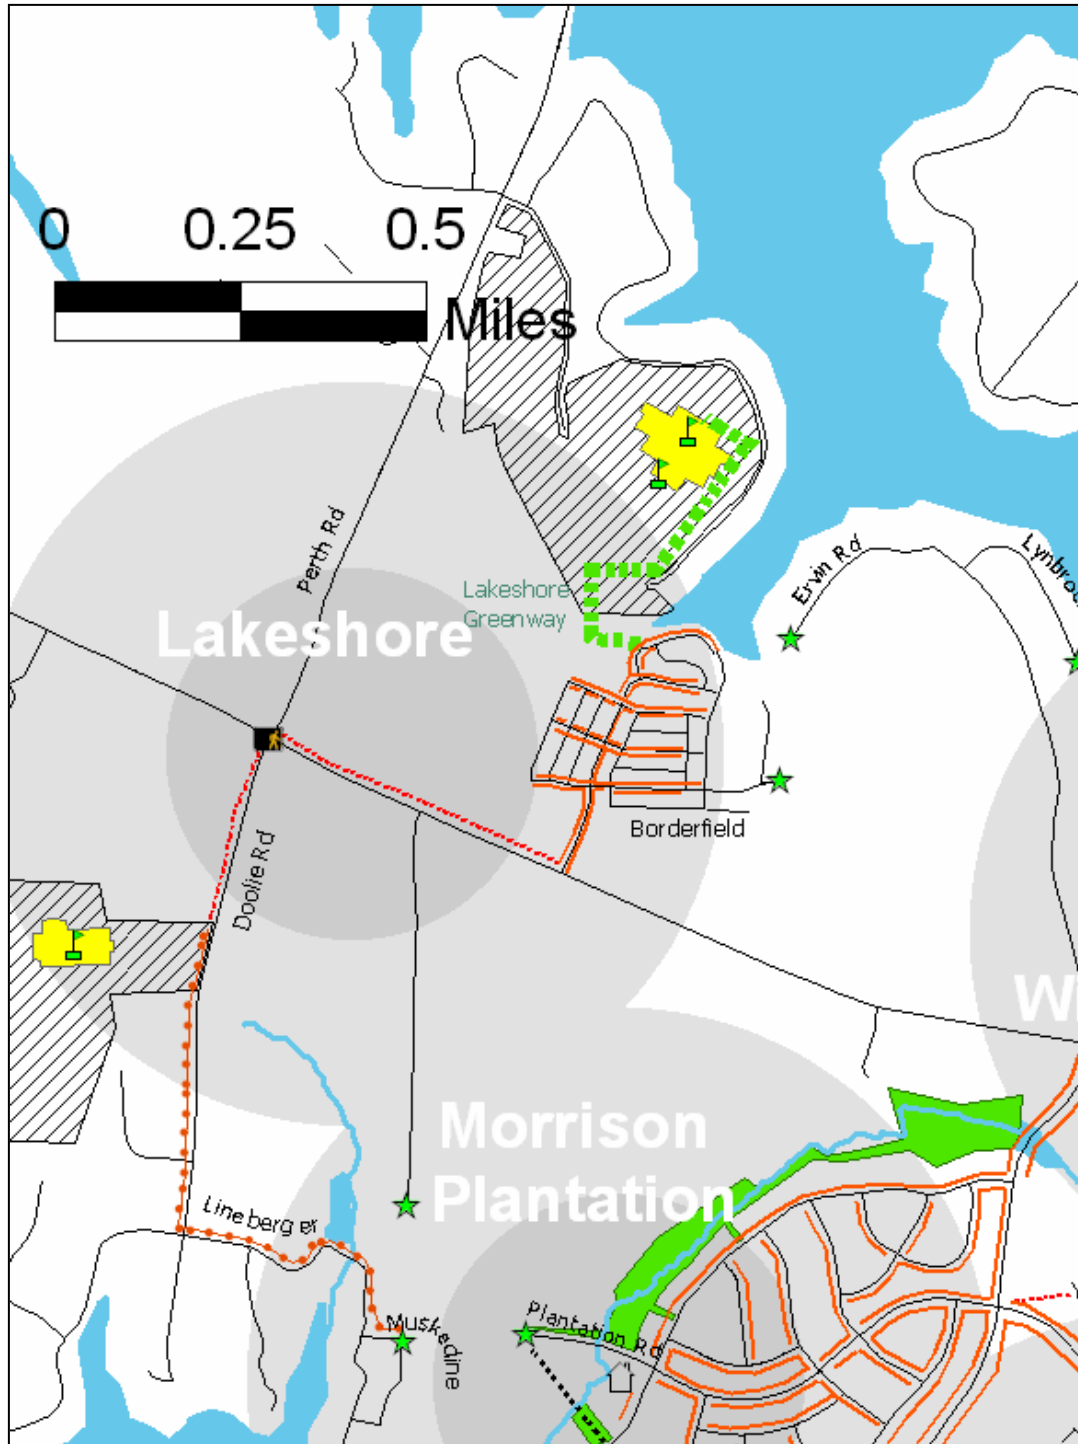 0 0.25 0.5
Miles
Perth Rd
Ervin Rd
Lakeshore
Greenway
Lakeshore
Borderfield
Doolie Rd
Morrison
Plantation
Lineberger
Plantation Rd